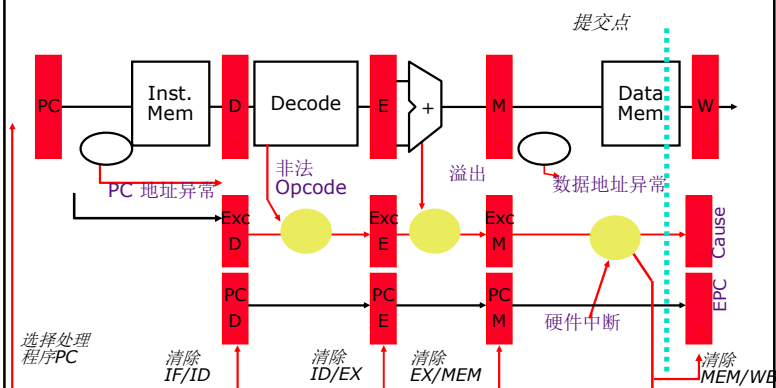 提交点
PC
Inst.
Mem
D
Decode
E
+
M
Data
Mem
W
PC 地址异常
非法
Opcode
溢出
数据地址异常
Exc
D
Exc
E
Exc
M
Cause
PC
D
PC
E
PC
M
EPC
硬件中断
选择处理
程序PC
清除
IF/ID
清除
ID/EX
清除
EX/MEM
清除
MEM/WB